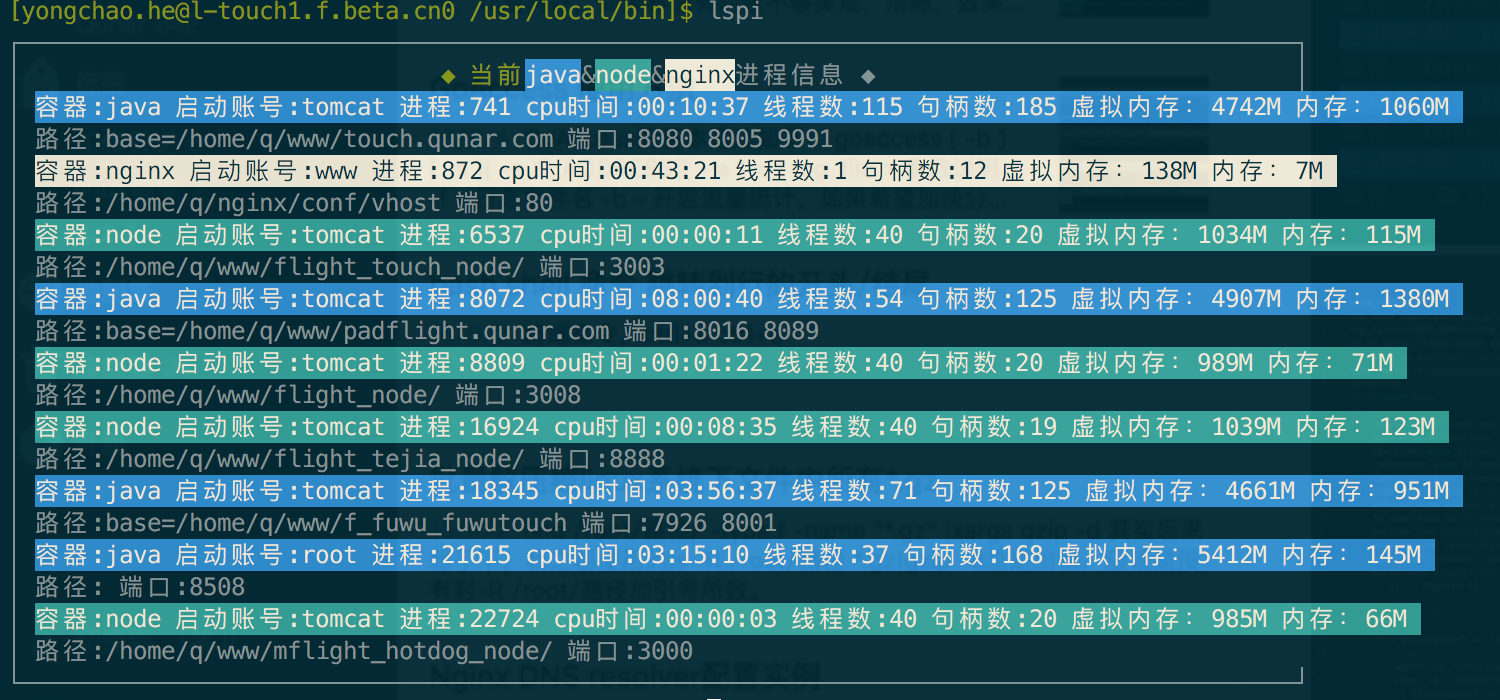 [yongchao.he@l-touch1.f.beta.cn0 /usr/local/bin]$ lspi
◆ 当前java&node&nginx进程信息 ◆
容器:java 启动账号:tomcat 进程:741 cpu时间:00:10:37 线程数:115 句柄数:185 虚拟内存: 4742M 内存: 1060M
路径:base=/home/q/www/touch.qunar.com 端口:8080 8005 9991
容器:nginx 启动账号:www 进程:872 cpu时间:00:43:21 线程数:1 句柄数:12 虚拟内存: 138M 内存: 7M
路径:/home/q/nginx/conf/vhost 端口:80
容器:node 启动账号:tomcat 进程:6537 cpu时间:00:00:11 线程数:40 句柄数:20 虚拟内存: 1034M 内存: 115M
路径:/home/q/www/flight_touch_node/ 端口:3003
容器:java 启动账号:tomcat 进程:8072 cpu时间:08:00:40 线程数:54 句柄数:125 虚拟内存: 4907M 内存: 1380M
路径:base=/home/q/www/padflight.qunar.com 端口:8016 8089
容器:node 启动账号:tomcat 进程:8809 cpu时间:00:01:22 线程数:40 句柄数:20 虚拟内存: 989M 内存: 71M
路径:/home/q/www/flight_node/ 端口:3008
容器:node 启动账号:tomcat 进程:16924 cpu时间:00:08:35 线程数:40 句柄数:19 虚拟内存: 1039M 内存: 123M
路径:/home/q/www/flight_tejia_node/ 端口:8888
容器:java 启动账号:tomcat 进程:18345 cpu时间:03:56:37 线程数:71 句柄数:125 虚拟内存: 4661M 内存: 951M
路径:base=/home/q/www/f_fuwu_fuwutouch 端口:7926 8001
容器:java 启动账号:root 进程:21615 cpu时间:03:15:10 线程数:37 句柄数:168 虚拟内存: 5412M 内存: 145M
路径: 端口:8508
容器:node 启动账号:tomcat 进程:22724 cpu时间:00:00:03 线程数:40 句柄数:20 虚拟内存: 985M 内存: 66M
路径:/home/q/www/mflight_hotdog_node/ 端口:3000
Nginx DNS resolver配置实例